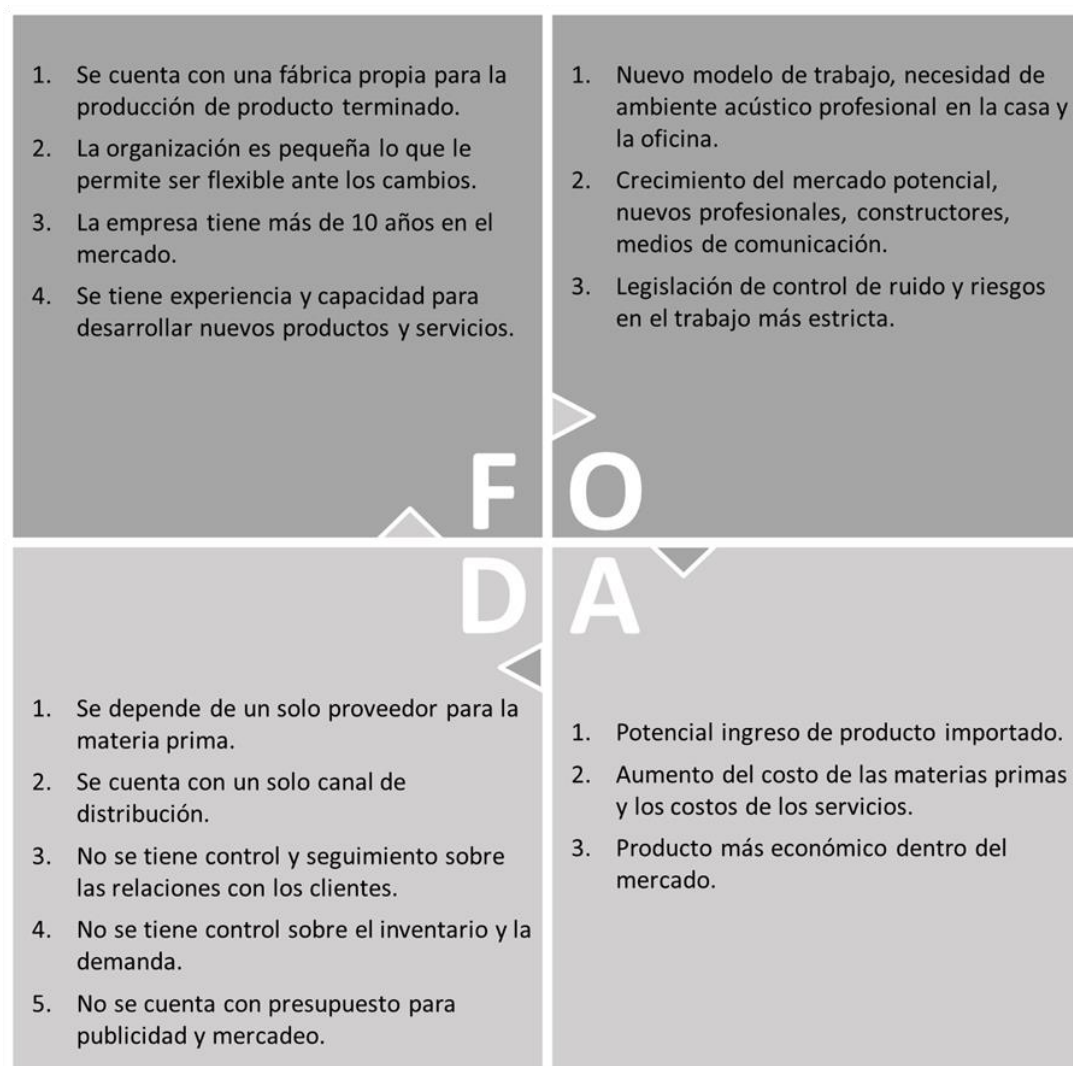 1. Se cuenta con una fábrica propia para la
producción de producto terminado.
2. La organización es pequeña lo que le
permite ser flexible ante los cambios.
3. La empresa tiene más de 10 años en el
mercado.
4. Se tiene experiencia y capacidad para
desarrollar nuevos productos y servicios.
F
1. Nuevo modelo de trabajo, necesidad de
ambiente acústico profesional en la casa y
la oficina.
2. Crecimiento del mercado potencial,
nuevos profesionales, constructores,
medios de comunicación.
3. Legislación de control de ruido y riesgos
en el trabajo más estricta.
O
D
1. Se depende de un solo proveedor para la
materia prima.
2. Se cuenta con un solo canal de
distribución.
3. No se tiene control y seguimiento sobre
las relaciones con los clientes.
4. No se tiene control sobre el inventario y la
demanda.
5. No se cuenta con presupuesto para
publicidad y mercadeo.
A
1. Potencial ingreso de producto importado.
2. Aumento del costo de las materias primas
y los costos de los servicios.
3. Producto más económico dentro del
mercado.